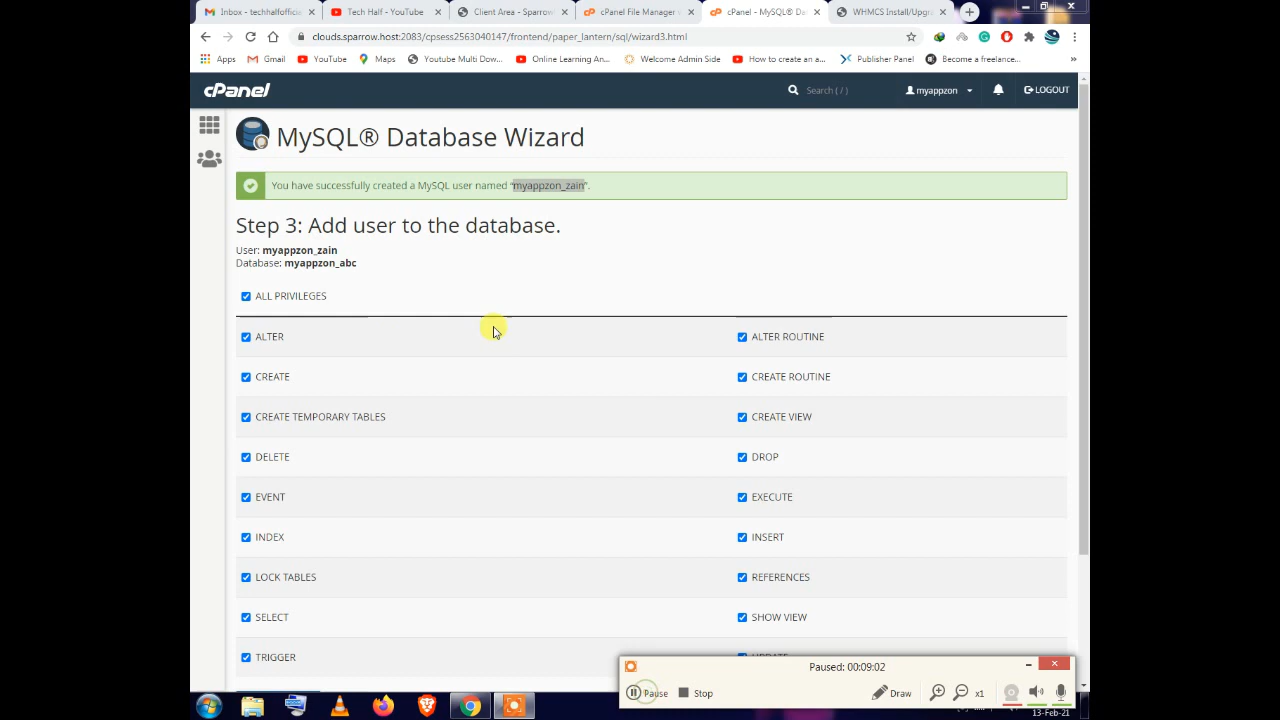 Inbox - techhalfofficia
Tech Half - YouTube
Client Area - Sparrow
cPanel File Manager v
cPanel - MySQL® Da
WHMCS Install/Upgra
clouds.sparrow.host:2083/cpsess2563040147/frontend/paper_lantern/sql/wizard3.html
Apps
Gmail
YouTube
Maps
Youtube Multi Dow...
Online Learning An...
Welcome Admin Side
How to create an a...
Publisher Panel
Become a freelance...
cPanel
Search ( / )
myappzon
LOGOUT
MySQL® Database Wizard
You have successfully created a MySQL user named “myappzon_zain”.
Step 3: Add user to the database.
User: myappzon_zain
Database: myappzon_abc
ALL PRIVILEGES
ALTER
ALTER ROUTINE
CREATE
CREATE ROUTINE
CREATE TEMPORARY TABLES
CREATE VIEW
DELETE
DROP
EVENT
EXECUTE
INDEX
INSERT
LOCK TABLES
REFERENCES
SELECT
SHOW VIEW
TRIGGER
Paused: 00:09:02
Pause
Stop
Draw
x1
13-Feb-21